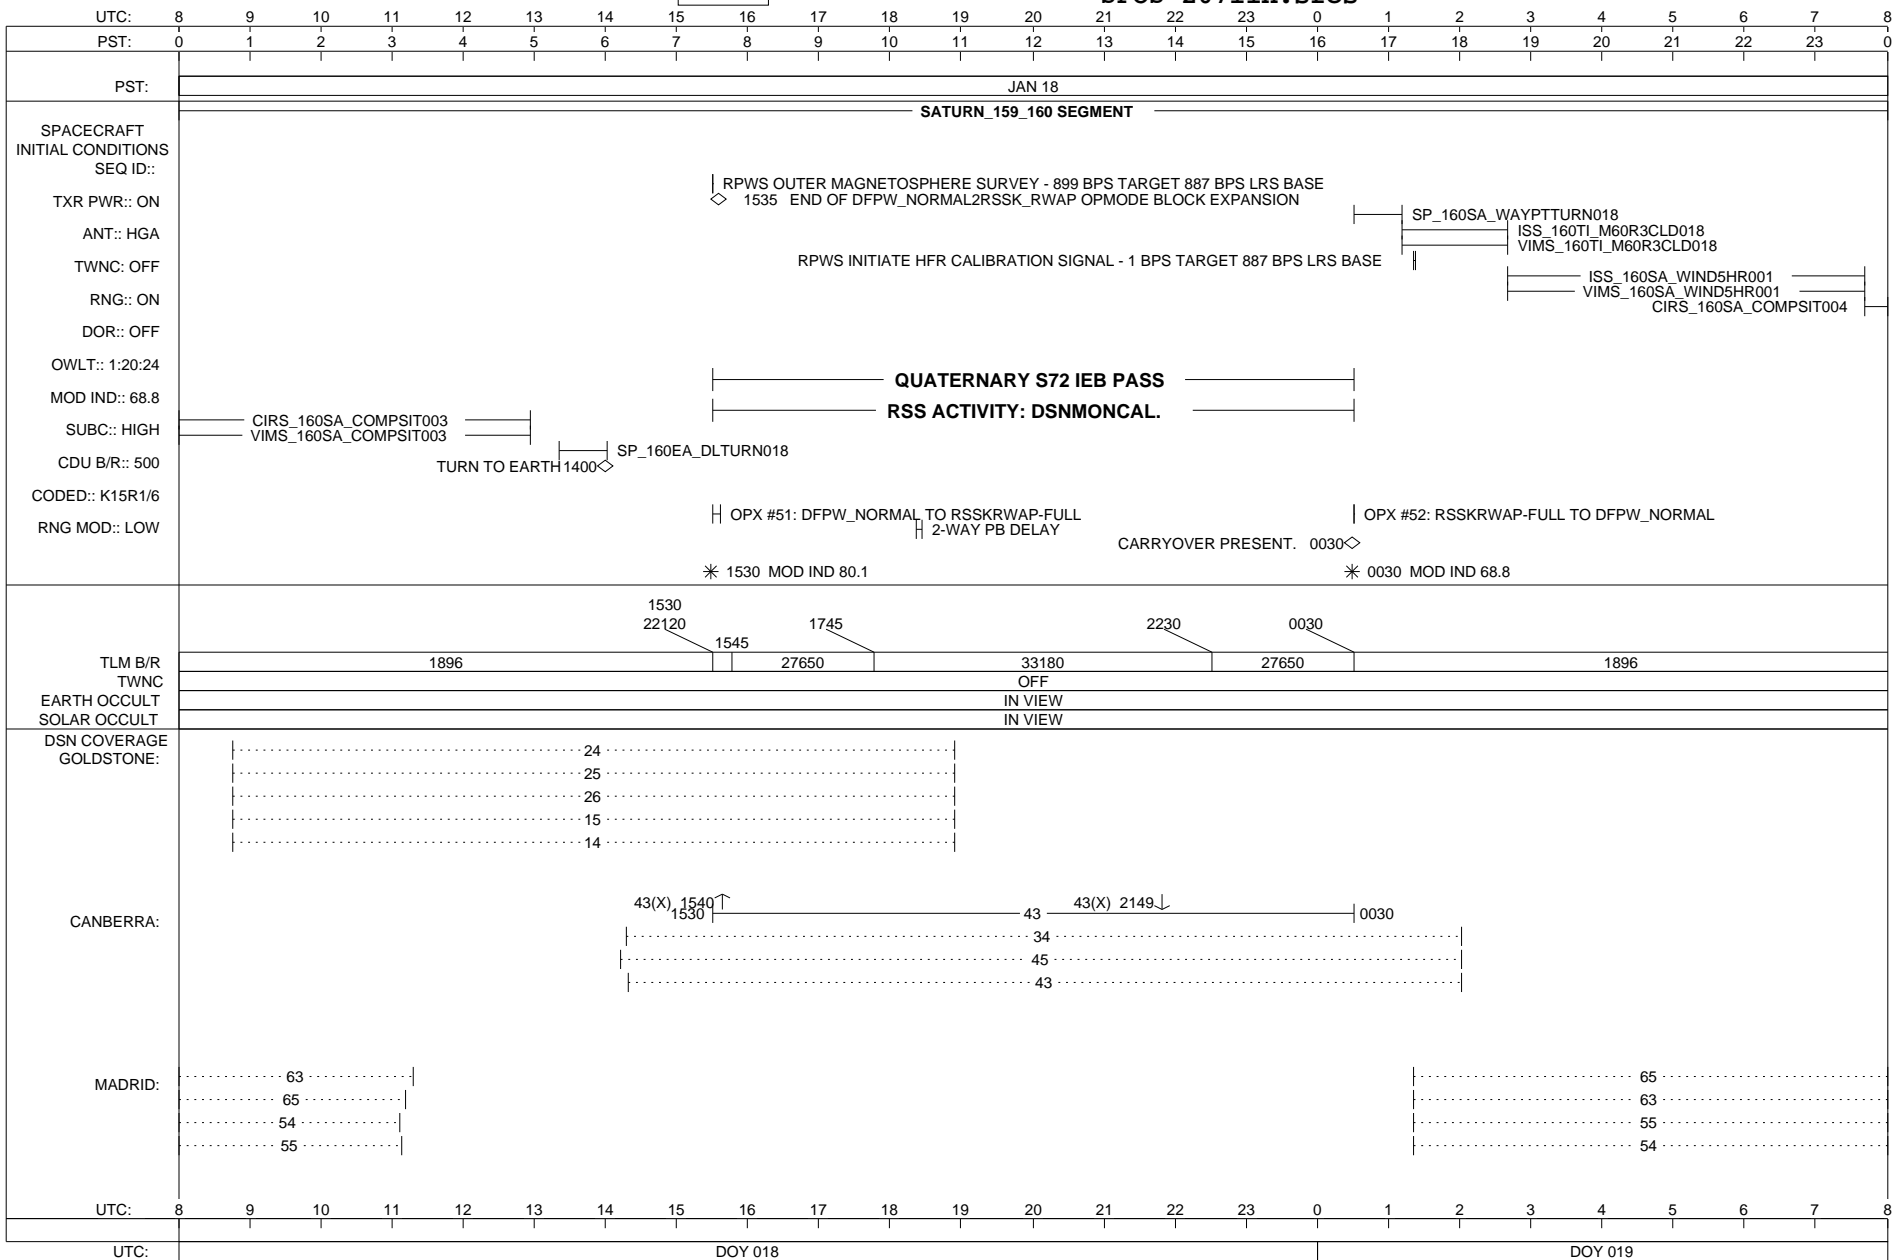 UTC: 8 9 10 11 12 13 14 15 16 17 18 19 20 21 22 23 0 1 2 3 4 5 6 7 8
PST: 0 1 2 3 4 5 6 7 8 9 10 11 12 13 14 15 16 17 18 19 20 21 22 23 0
PST: JAN 18
SATURN_159_160 SEGMENT
SPACECRAFT
INITIAL CONDITIONS
SEQ ID::
RPWS OUTER MAGNETOSPHERE SURVEY - 899 BPS TARGET 887 BPS LRS BASE
TXR PWR:: ON
1535 END OF DFPW_NORMAL2RSSK_RWAP OPMODE BLOCK EXPANSION
SP_160SA_WAYPTTURN018
ANT:: HGA
ISS_160TI_M60R3CLD018
VIMS_160TI_M60R3CLD018
TWNC: OFF
RPWS INITIATE HFR CALIBRATION SIGNAL - 1 BPS TARGET 887 BPS LRS BASE
ISS_160SA_WIND5HR001
RNG:: ON
VIMS_160SA_WIND5HR001
CIRS_160SA_COMPSIT004
DOR:: OFF
OWLT:: 1:20:24
QUATERNARY S72 IEB PASS
MOD IND:: 68.8
RSS ACTIVITY: DSNMONCAL.
CIRS_160SA_COMPSIT003
SUBC:: HIGH
VIMS_160SA_COMPSIT003
SP_160EA_DLTURN018
CDU B/R:: 500
TURN TO EARTH 1400
CODED:: K15R1/6
OPX #51: DFPW_NORMAL TO RSSKRWAP-FULL
OPX #52: RSSKRWAP-FULL TO DFPW_NORMAL
RNG MOD:: LOW
2-WAY PB DELAY
CARRYOVER PRESENT. 0030
1530 MOD IND 80.1
0030 MOD IND 68.8
1530
22120 1745 2230 0030
1545
TLM B/R 1896 27650 33180 27650 1896
TWNC OFF
EARTH OCCULT IN VIEW
SOLAR OCCULT IN VIEW
DSN COVERAGE
GOLDSTONE:
24
25
26
15
14
43(X) 1540 43(X) 2149
CANBERRA: 1530 43 0030
34
45
43
MADRID:
63 65
65 63
54 55
55 54
UTC: 8 9 10 11 12 13 14 15 16 17 18 19 20 21 22 23 0 1 2 3 4 5 6 7 8
UTC: DOY 018 DOY 019